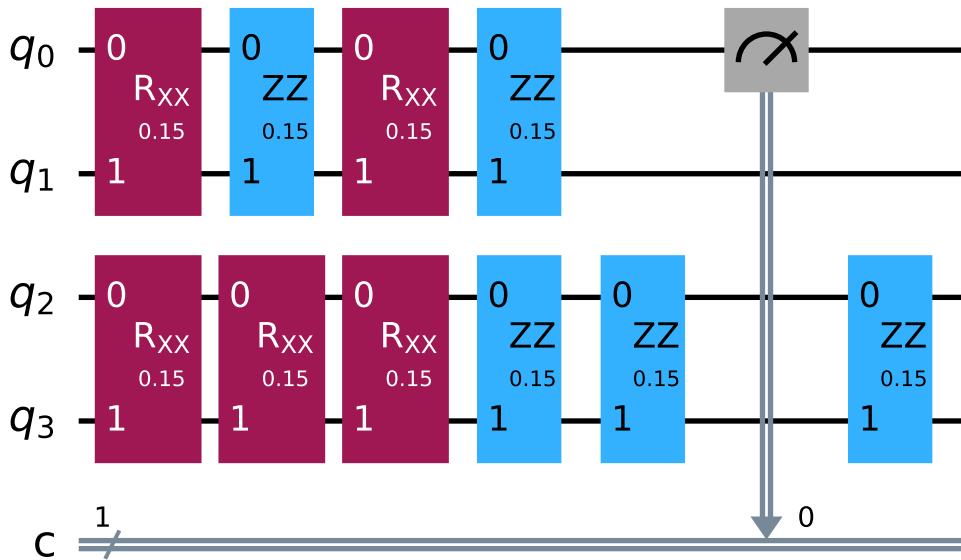 q0 0 0 0 0
RXX ZZ RXX ZZ
0.15 0.15 0.15 0.15
q1 1 1 1 1
q2 0 0 0 0 0 0
RXX RXX RXX ZZ ZZ ZZ
0.15 0.15 0.15 0.15 0.15 0.15
q3 1 1 1 1 1 1
1 0
c